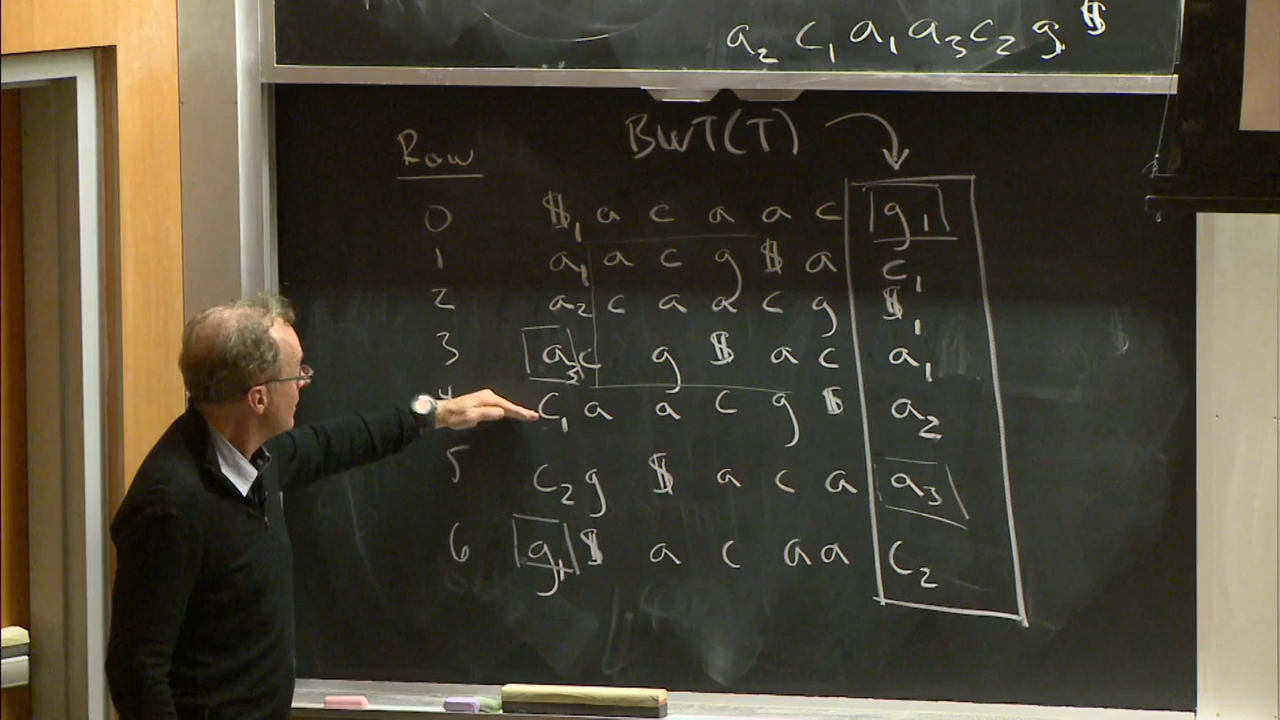 a₂ c₁ a₁ a₃ c₂ g $
BWT(T)
Row
0 $₁ a c a a c g₁
1 a₁ a c g $ a c₁
2 a₂ c a a c g $₁
3 a₃ c g $ a c a₁
4 c₁ a a c g $ a₂
5 c₂ g $ a c a a₃
6 g₁ $ a c a a c₂